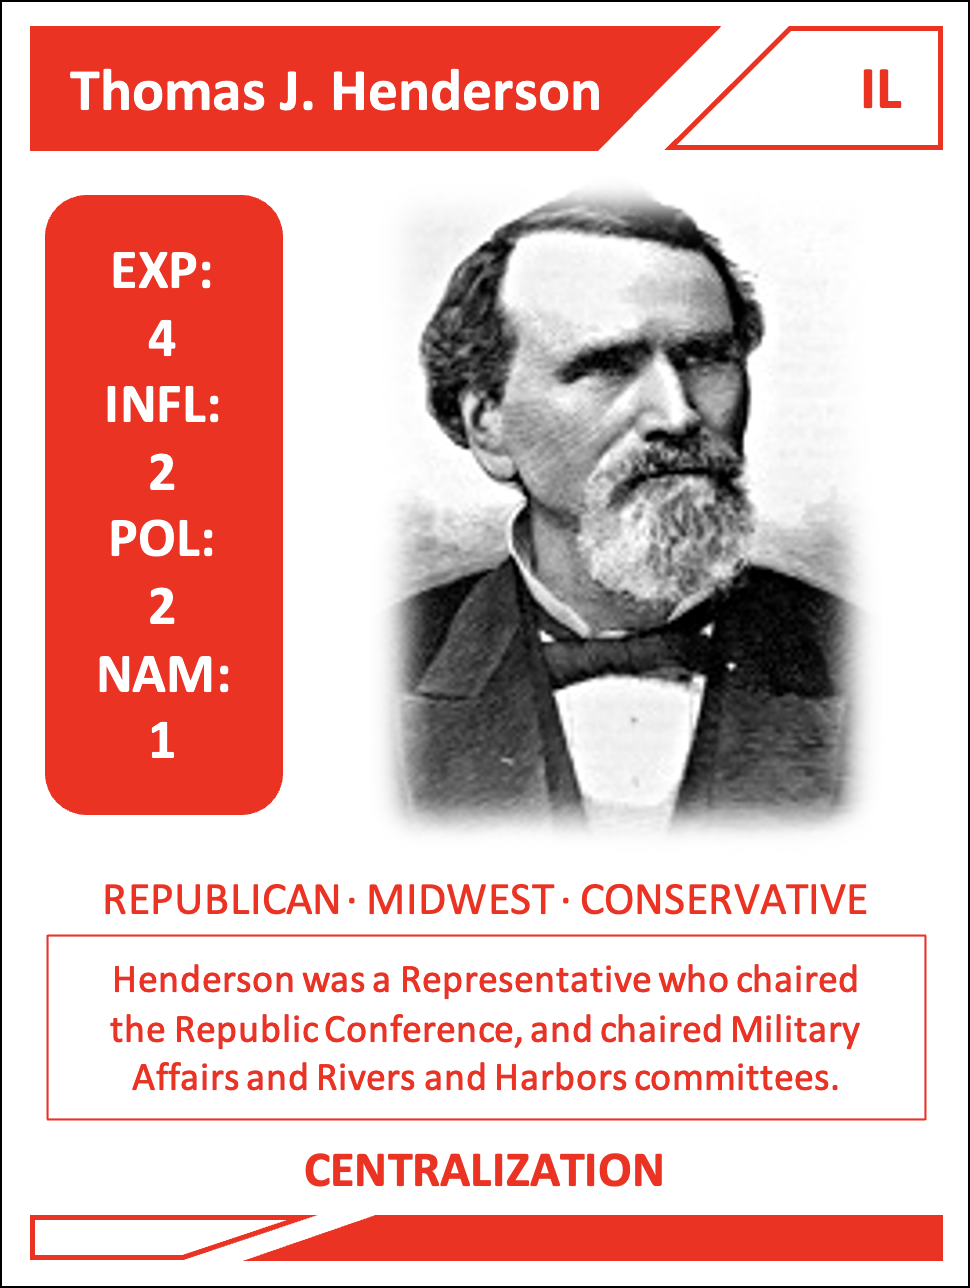 Thomas J. Henderson
IL
EXP:
4
INFL:
2
POL:
2
NAM:
1
REPUBLICAN · MIDWEST · CONSERVATIVE
Henderson was a Representative who chaired
the Republic Conference, and chaired Military
Affairs and Rivers and Harbors committees.
CENTRALIZATION